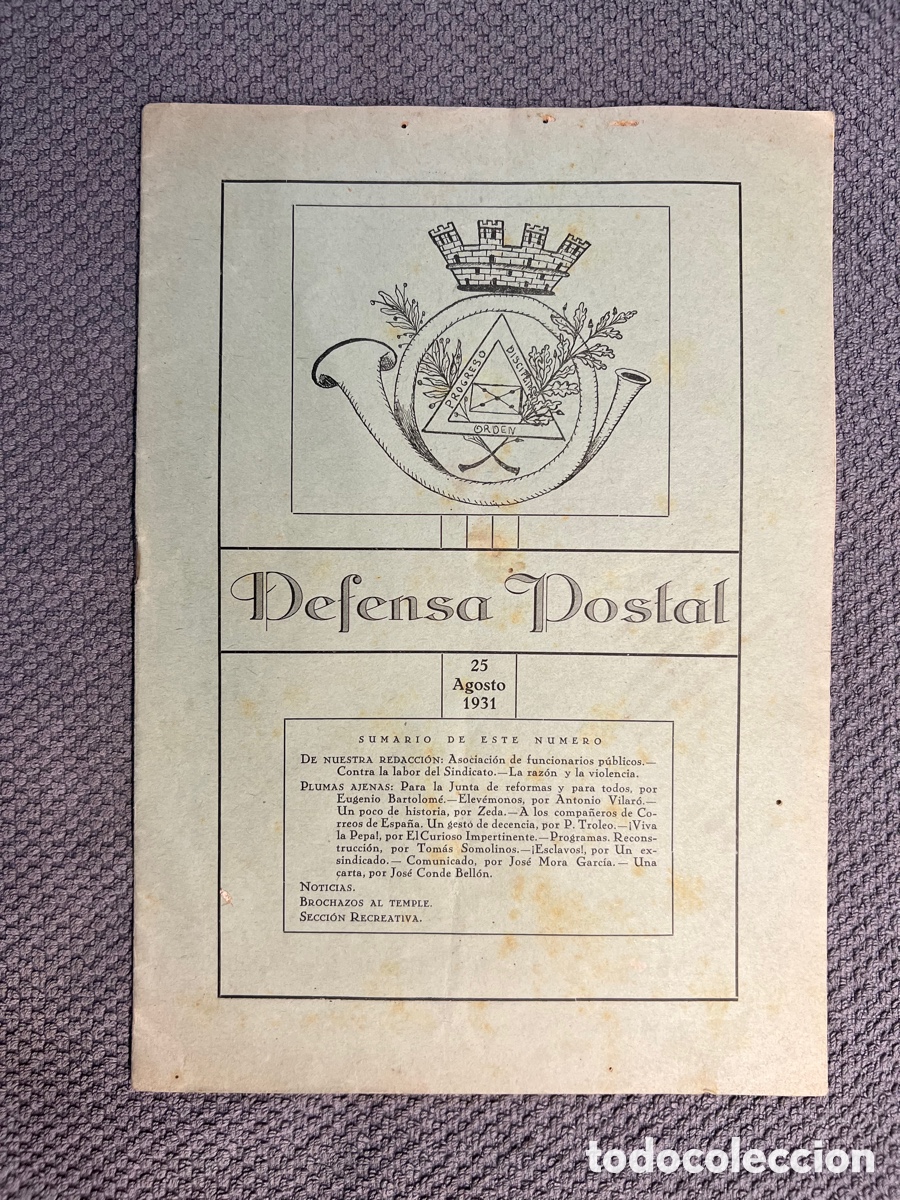 PROGRESO
DISCIPLINA
ORDEN
Defensa Postal
25
Agosto
1931
SUMARIO DE ESTE NUMERO
DE NUESTRA REDACCIÓN: Asociación de funcionarios públicos.—
Contra la labor del Sindicato.—La razón y la violencia.
PLUMAS AJENAS: Para la Junta de reformas y para todos, por
Eugenio Bartolomé.—Elevémonos, por Antonio Vilaró.—
Un poco de historia, por Zeda.—A los compañeros de Co-
rreos de España. Un gesto de decencia, por P. Troleo.—¡Viva
la Pepa!, por El Curioso Impertinente.—Programas. Recons-
trucción, por Tomás Somolinos.—¡Esclavos!, por Un ex-
sindicado.— Comunicado, por José Mora García.— Una
carta, por José Conde Bellón.
NOTICIAS.
BROCHAZOS AL TEMPLE.
SECCIÓN RECREATIVA.
todocoleccion